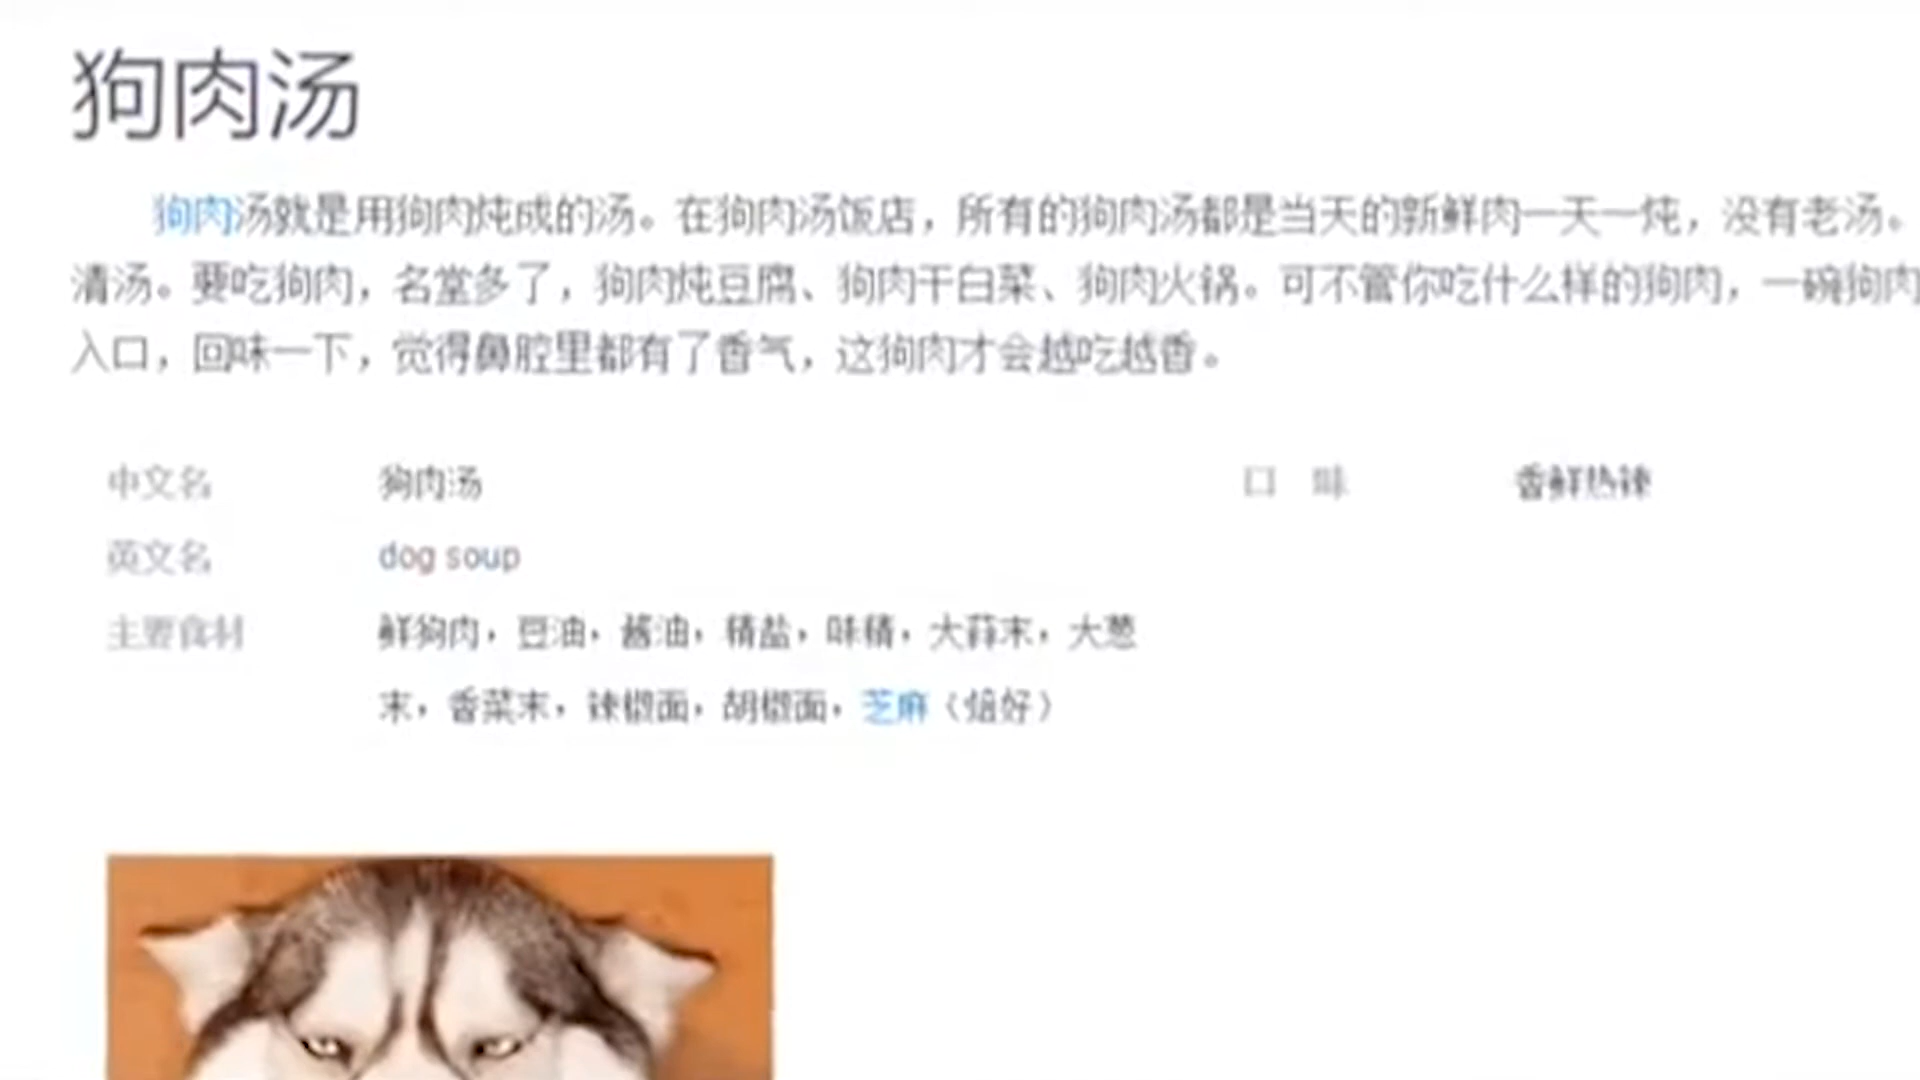 狗肉汤
狗肉汤就是用狗肉炖成的汤。在狗肉汤饭店，所有的狗肉汤都是当天的新鲜肉一天一炖，没有老汤。
清汤。要吃狗肉，名堂多了，狗肉炖豆腐、狗肉干白菜、狗肉火锅。可不管你吃什么样的狗肉，一碗狗肉
入口，回味一下，觉得鼻腔里都有了香气，这狗肉才会越吃越香。
中文名 狗肉汤 口 味 香鲜热辣
英文名 dog soup
主要食材 鲜狗肉，豆油，酱油，精盐，味精，大蒜末，大葱
末，香菜末，辣椒面，胡椒面，芝麻（焙好）